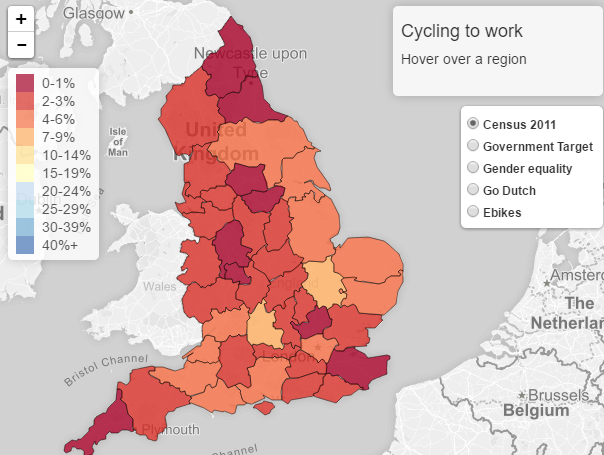 Glasgow
+
−
Newcastle upon
Tyne
Cycling to work
Hover over a region
0-1%
2-3%
4-6%
7-9%
10-14%
15-19%
20-24%
25-29%
30-39%
40%+
Isle
of
Man
United
Kingdom
Census 2011
Government Target
Gender equality
Go Dutch
Ebikes
Wales
England
Amsterd
The
Netherlan
London
Bristol Channel
Brussels
Belgium
Plymouth
Channel